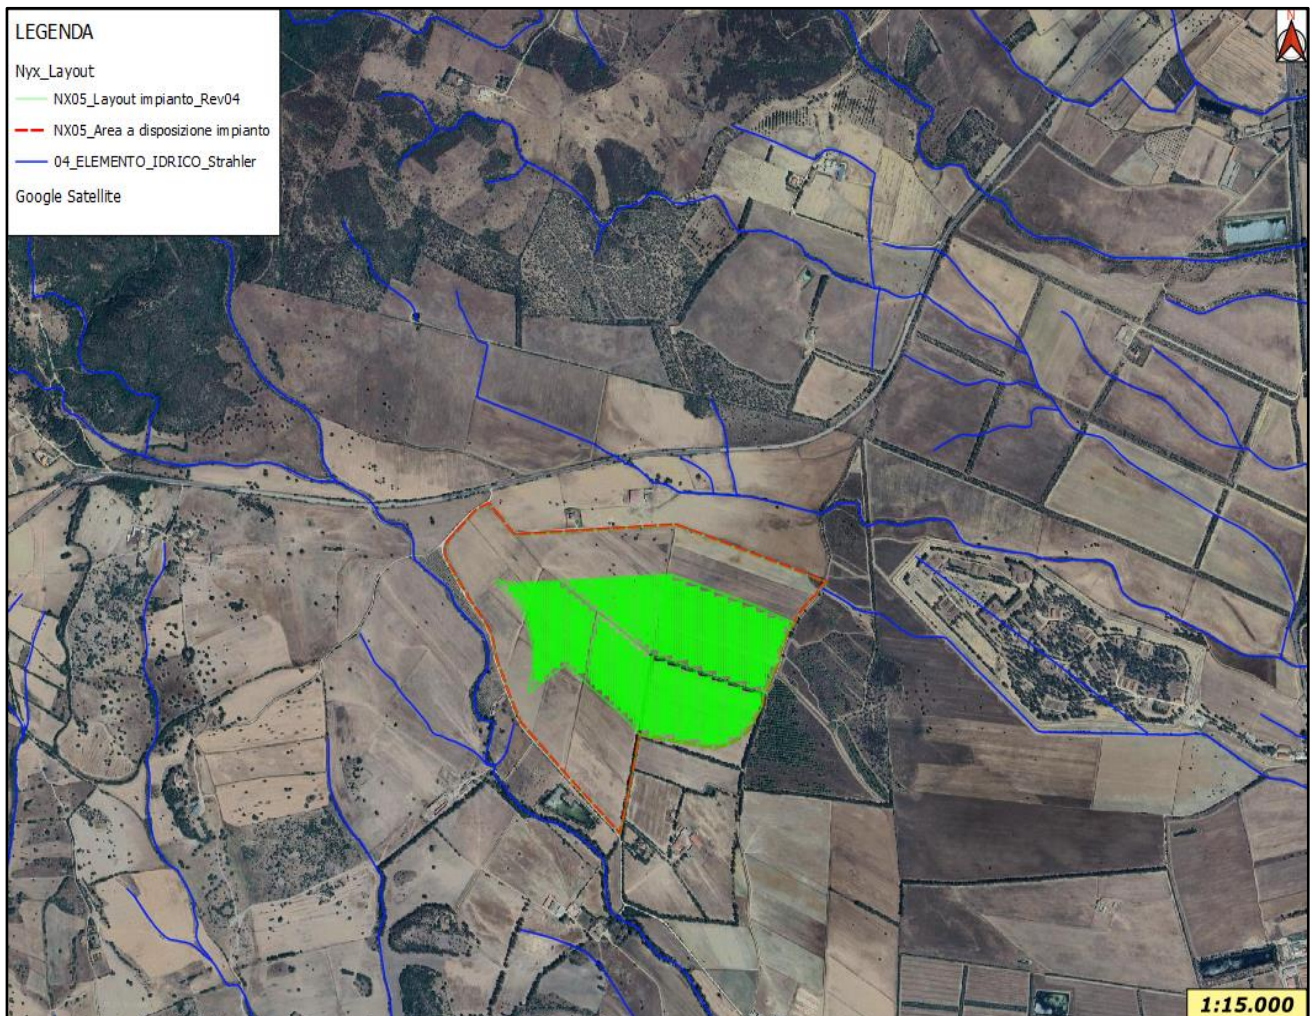 LEGENDA
Nyx_Layout
NX05_Layout impianto_Rev04
NX05_Area a disposizione impianto
04_ELEMENTO_IDRICO_Strahler
Google Satellite
N
1:15.000